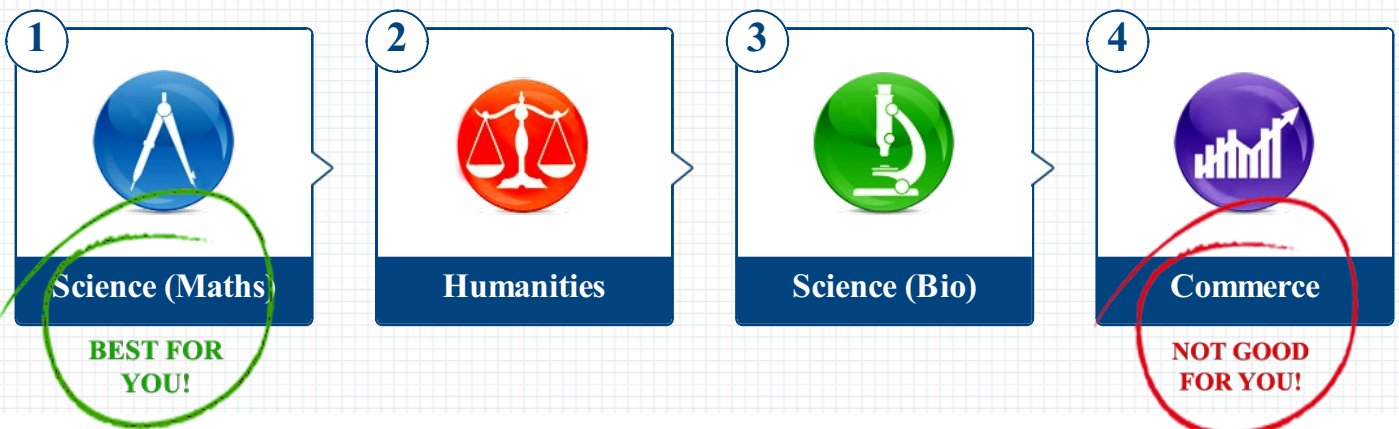 1
2
3
4
Science (Maths)
Humanities
Science (Bio)
Commerce
BEST FOR
YOU!
NOT GOOD
FOR YOU!